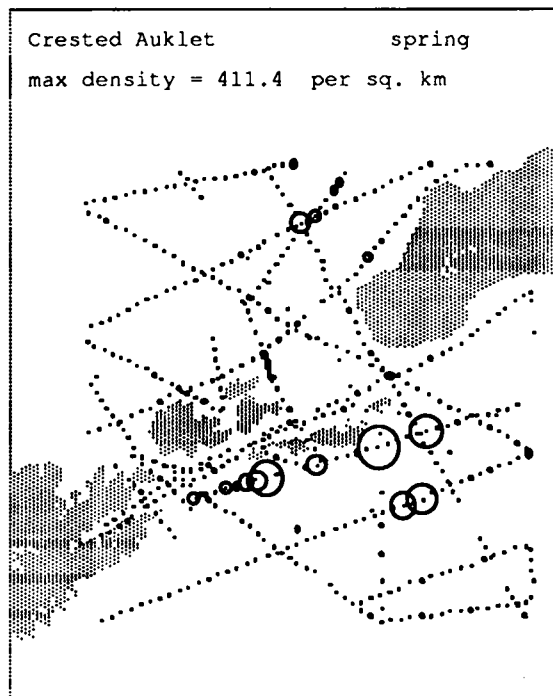 Crested Auklet spring
max density = 411.4 per sq. km